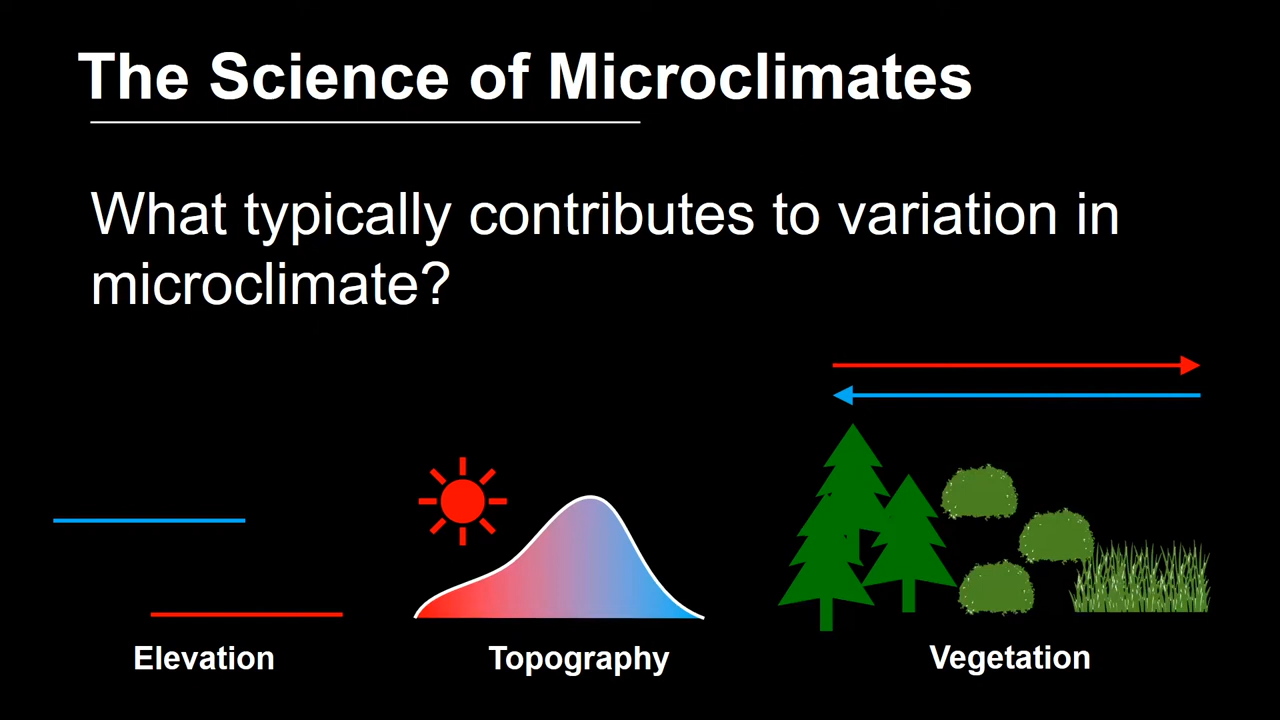 The Science of Microclimates
What typically contributes to variation in
microclimate?
Elevation
Topography
Vegetation